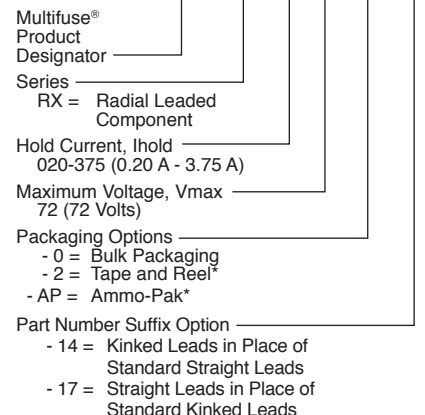 Multifuse®
Product
Designator
Series
RX = Radial Leaded
Component
Hold Current, Ihold
020-375 (0.20 A - 3.75 A)
Maximum Voltage, Vmax
72 (72 Volts)
Packaging Options
- 0 = Bulk Packaging
- 2 = Tape and Reel*
- AP = Ammo-Pak*
Part Number Suffix Option
- 14 = Kinked Leads in Place of
Standard Straight Leads
- 17 = Straight Leads in Place of
Standard Kinked Leads